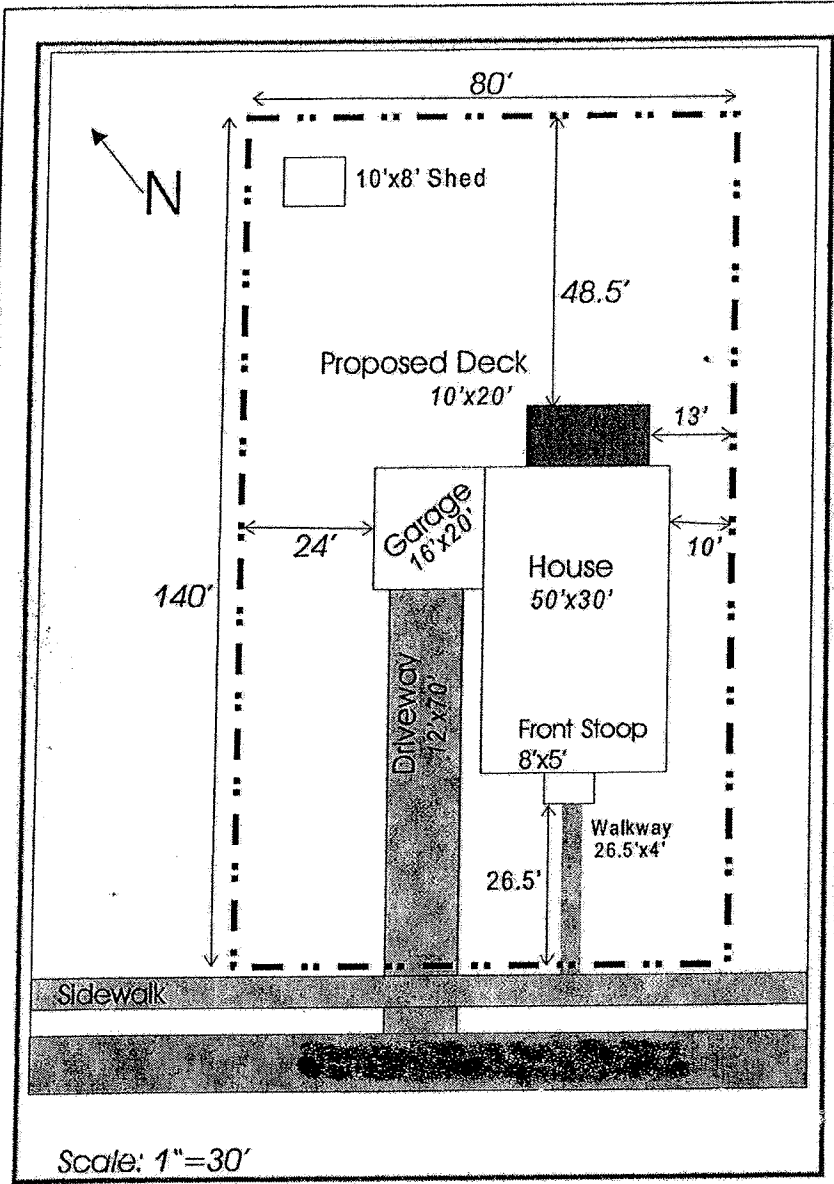 80'
N
10'x8' Shed
48.5'
Proposed Deck
10'x20'
13'
Garage
16'x20'
24'
10'
House
50'x30'
140'
Driveway
12'x70'
Front Stoop
8'x5'
Walkway
26.5'x4'
26.5'
Sidewalk
Scale: 1"=30'